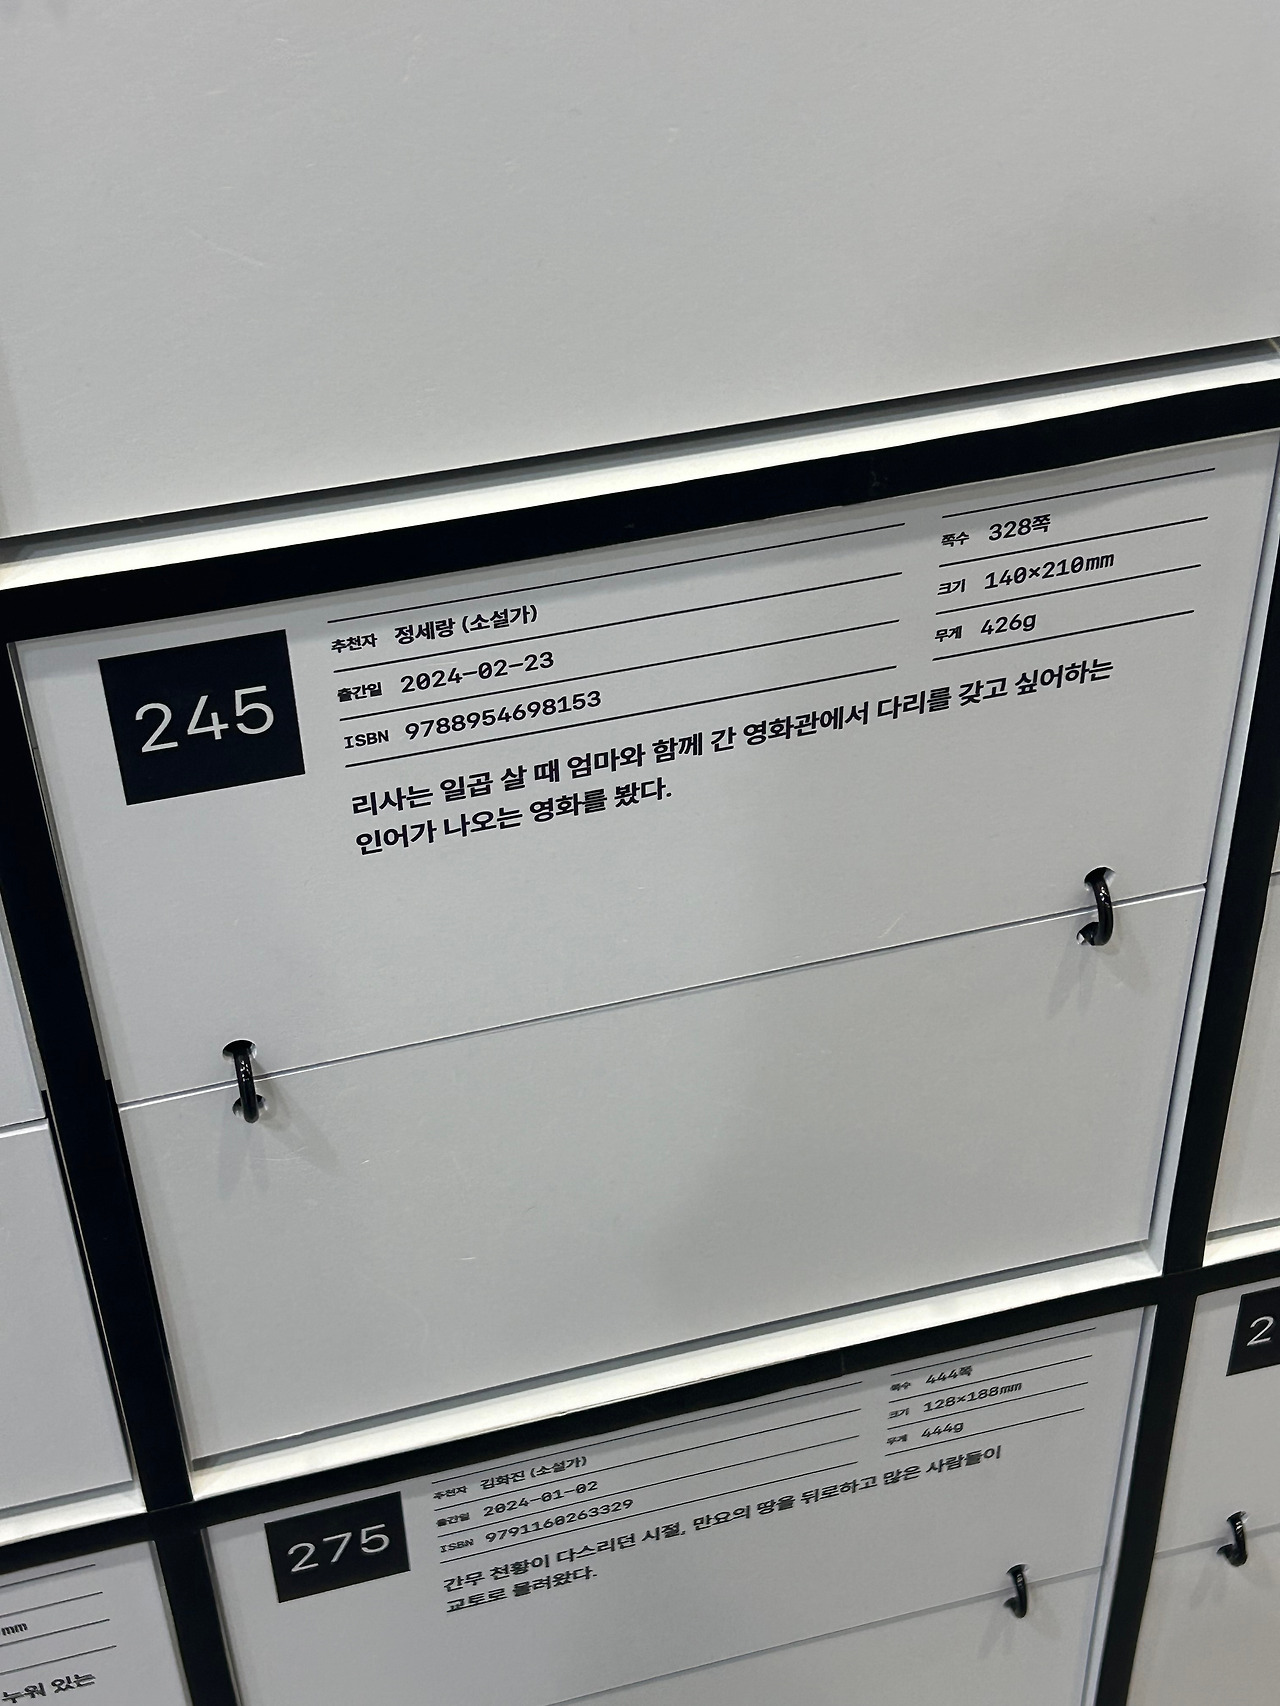 245
추천자 정세랑 (소설가)
출간일 2024-02-23
ISBN 9788954698153
쪽수 328쪽
크기 140×210mm
무게 426g
리사는 일곱 살 때 엄마와 함께 간 영화관에서 다리를 갖고 싶어하는
인어가 나오는 영화를 봤다.
275
추천자 김화진 (소설가)
출간일 2024-01-02
ISBN 9791160263329
쪽수 444쪽
크기 128×188mm
무게 444g
간무 천황이 다스리던 시절, 만요의 땅을 뒤로하고 많은 사람들이
교토로 몰려왔다.
2
mm
누워 있는